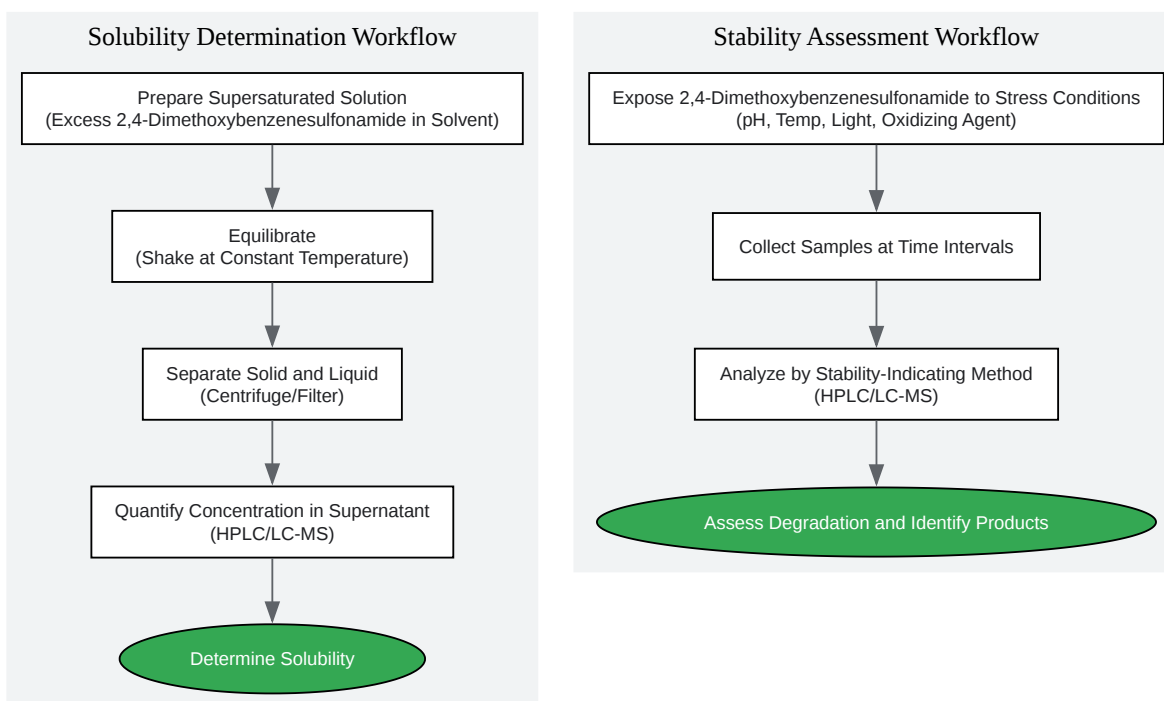 Solubility Determination Workflow
Prepare Supersaturated Solution
(Excess 2,4-Dimethoxybenzenesulfonamide in Solvent)
Equilibrate
(Shake at Constant Temperature)
Separate Solid and Liquid
(Centrifuge/Filter)
Quantify Concentration in Supernatant
(HPLC/LC-MS)
Determine Solubility
Stability Assessment Workflow
Expose 2,4-Dimethoxybenzenesulfonamide to Stress Conditions
(pH, Temp, Light, Oxidizing Agent)
Collect Samples at Time Intervals
Analyze by Stability-Indicating Method
(HPLC/LC-MS)
Assess Degradation and Identify Products